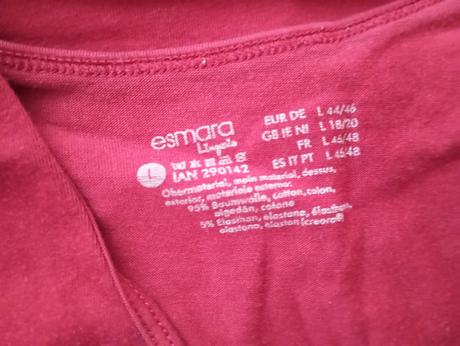 esmara
Lingerie
L
IAN 290142
EUR DE L 44/46
GB IE NI L 18/20
FR L 46/48
ES IT PT L 46/48
Obermaterial, main material, dessus,
exterior, materiale esterno:
95% Baumwolle, cotton, coton,
algodón, cotone
5% Elasthan, elastane, élasthanne,
elastano, elastan (creora®)